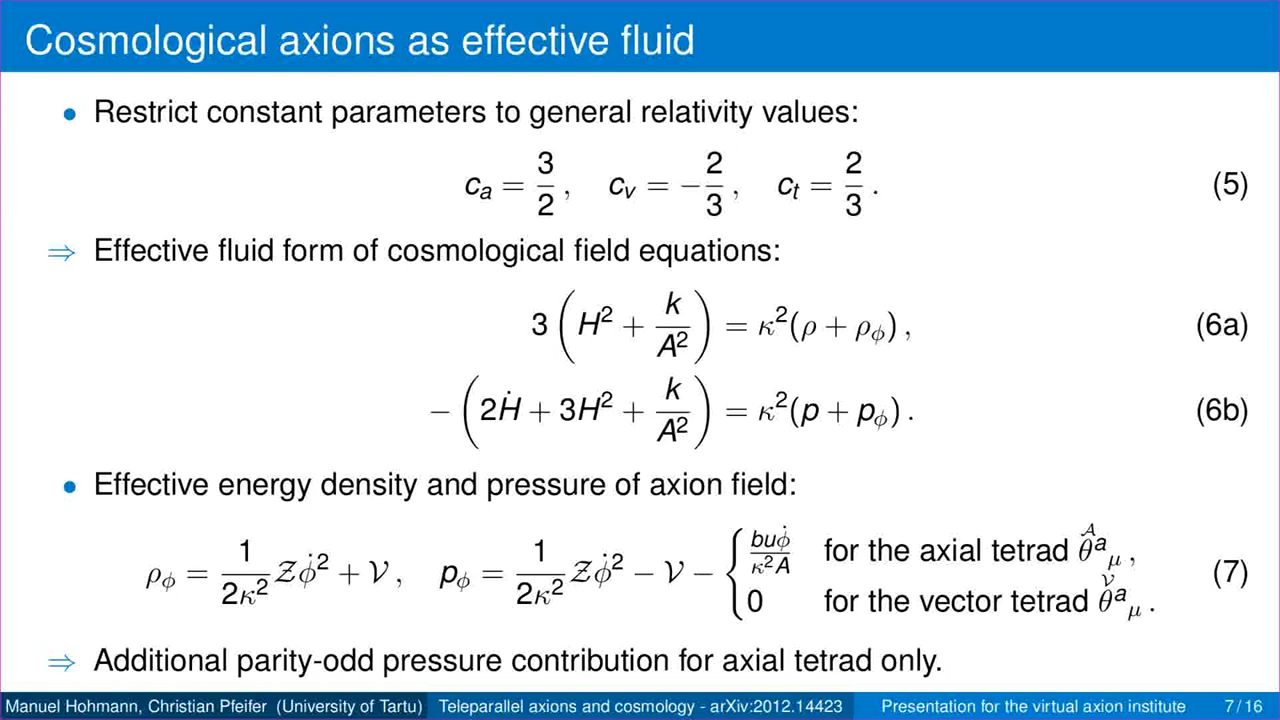 Cosmological axions as effective fluid
• Restrict constant parameters to general relativity values:
c_a = 3/2 , c_v = −2/3 , c_t = 2/3 . (5)
⇒ Effective fluid form of cosmological field equations:
3 (H² + k/A²) = κ²(ρ + ρ_ϕ) , (6a)
− (2Ḣ + 3H² + k/A²) = κ²(p + p_ϕ) . (6b)
• Effective energy density and pressure of axion field:
ρ_ϕ = 1/(2κ²) 𝒵ϕ̇² + 𝒱 , p_ϕ = 1/(2κ²) 𝒵ϕ̇² − 𝒱 − { buϕ̇/(κ²A) for the axial tetrad θ^{A a}_μ , (7)
0 for the vector tetrad θ^{V a}_μ .
⇒ Additional parity-odd pressure contribution for axial tetrad only.
Manuel Hohmann, Christian Pfeifer (University of Tartu) Teleparallel axions and cosmology - arXiv:2012.14423 Presentation for the virtual axion institute 7 / 16